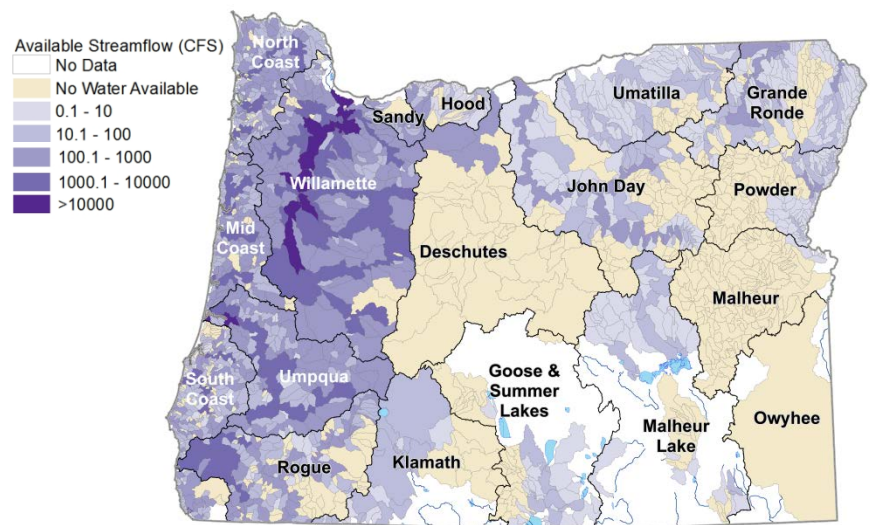 Available Streamflow (CFS)
No Data
No Water Available
0.1 - 10
10.1 - 100
100.1 - 1000
1000.1 - 10000
>10000
North
Coast
Sandy
Hood
Umatilla
Grande
Ronde
Willamette
John Day
Powder
Mid
Coast
Deschutes
Malheur
South
Coast
Umpqua
Goose &
Summer
Lakes
Malheur
Lake
Owyhee
Rogue
Klamath